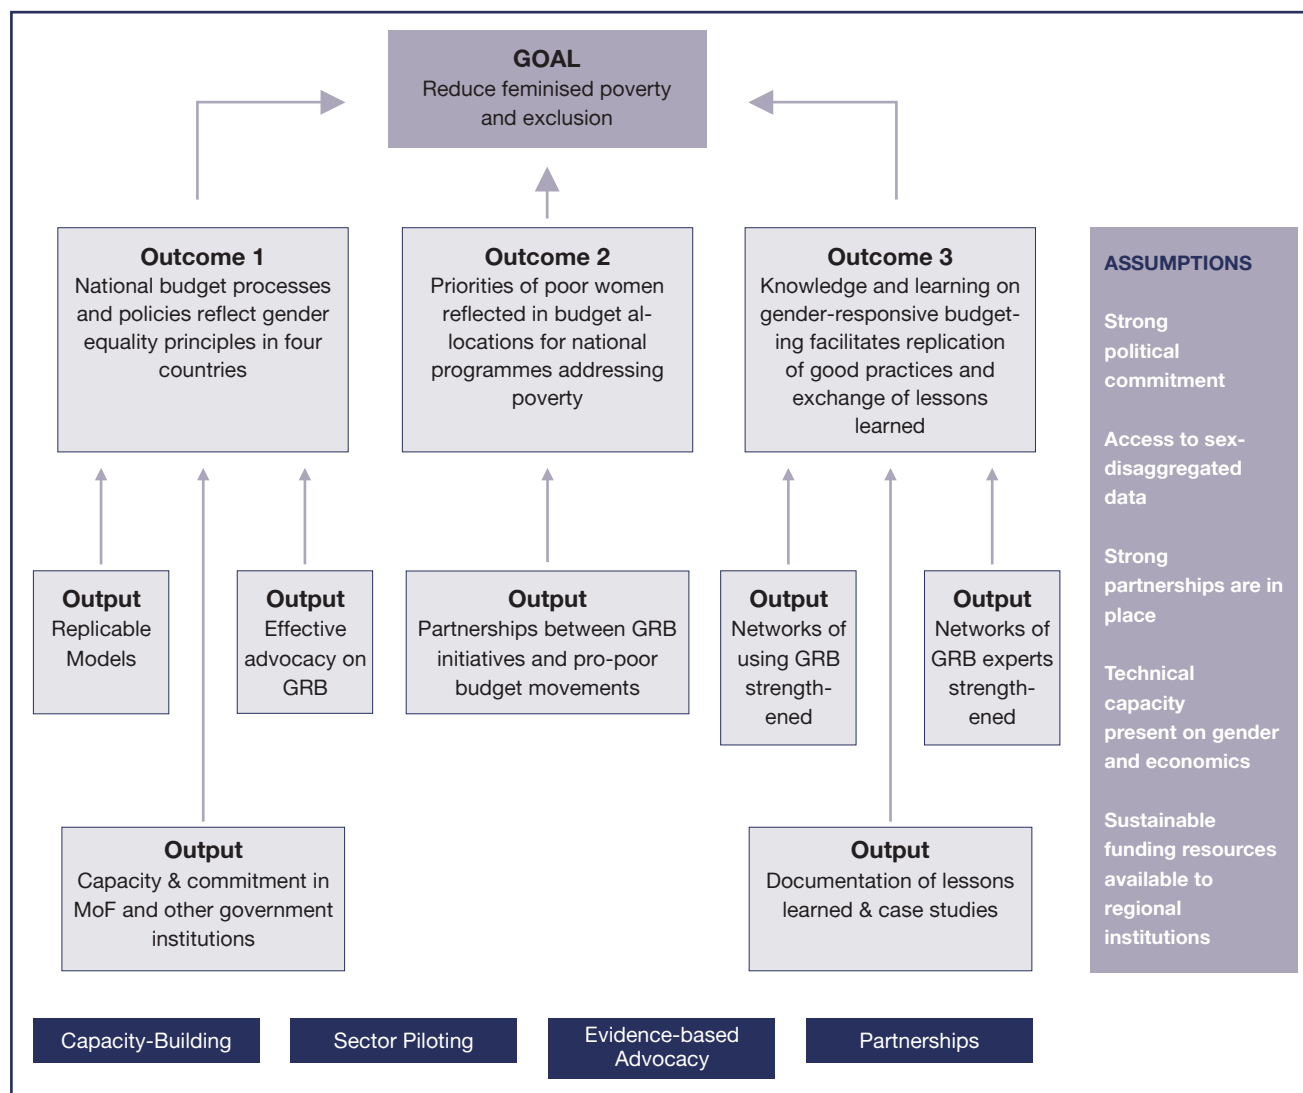 GOAL
Reduce feminised poverty
and exclusion
Outcome 1
National budget processes
and policies reflect gender
equality principles in four
countries
Outcome 2
Priorities of poor women
reflected in budget al-
locations for national
programmes addressing
poverty
Outcome 3
Knowledge and learning on
gender-responsive budget-
ing facilitates replication
of good practices and
exchange of lessons
learned
Output
Replicable
Models
Output
Effective
advocacy on
GRB
Output
Partnerships between GRB
initiatives and pro-poor
budget movements
Output
Networks of
using GRB
strength-
ened
Output
Networks of
GRB experts
strength-
ened
Output
Capacity & commitment in
MoF and other government
institutions
Output
Documentation of lessons
learned & case studies
ASSUMPTIONS
Strong
political
commitment
Access to sex-
disaggregated
data
Strong
partnerships are in
place
Technical
capacity
present on gender
and economics
Sustainable
funding resources
available to
regional
institutions
Capacity-Building
Sector Piloting
Evidence-based
Advocacy
Partnerships